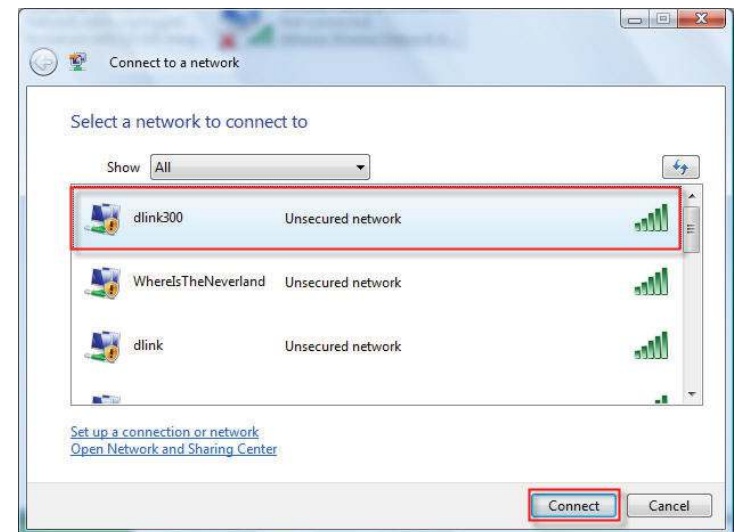 Connect to a network
Select a network to connect to
Show All
dlink300 Unsecured network
WhereIsTheNeverland Unsecured network
dlink Unsecured network
Set up a connection or network
Open Network and Sharing Center
Connect Cancel